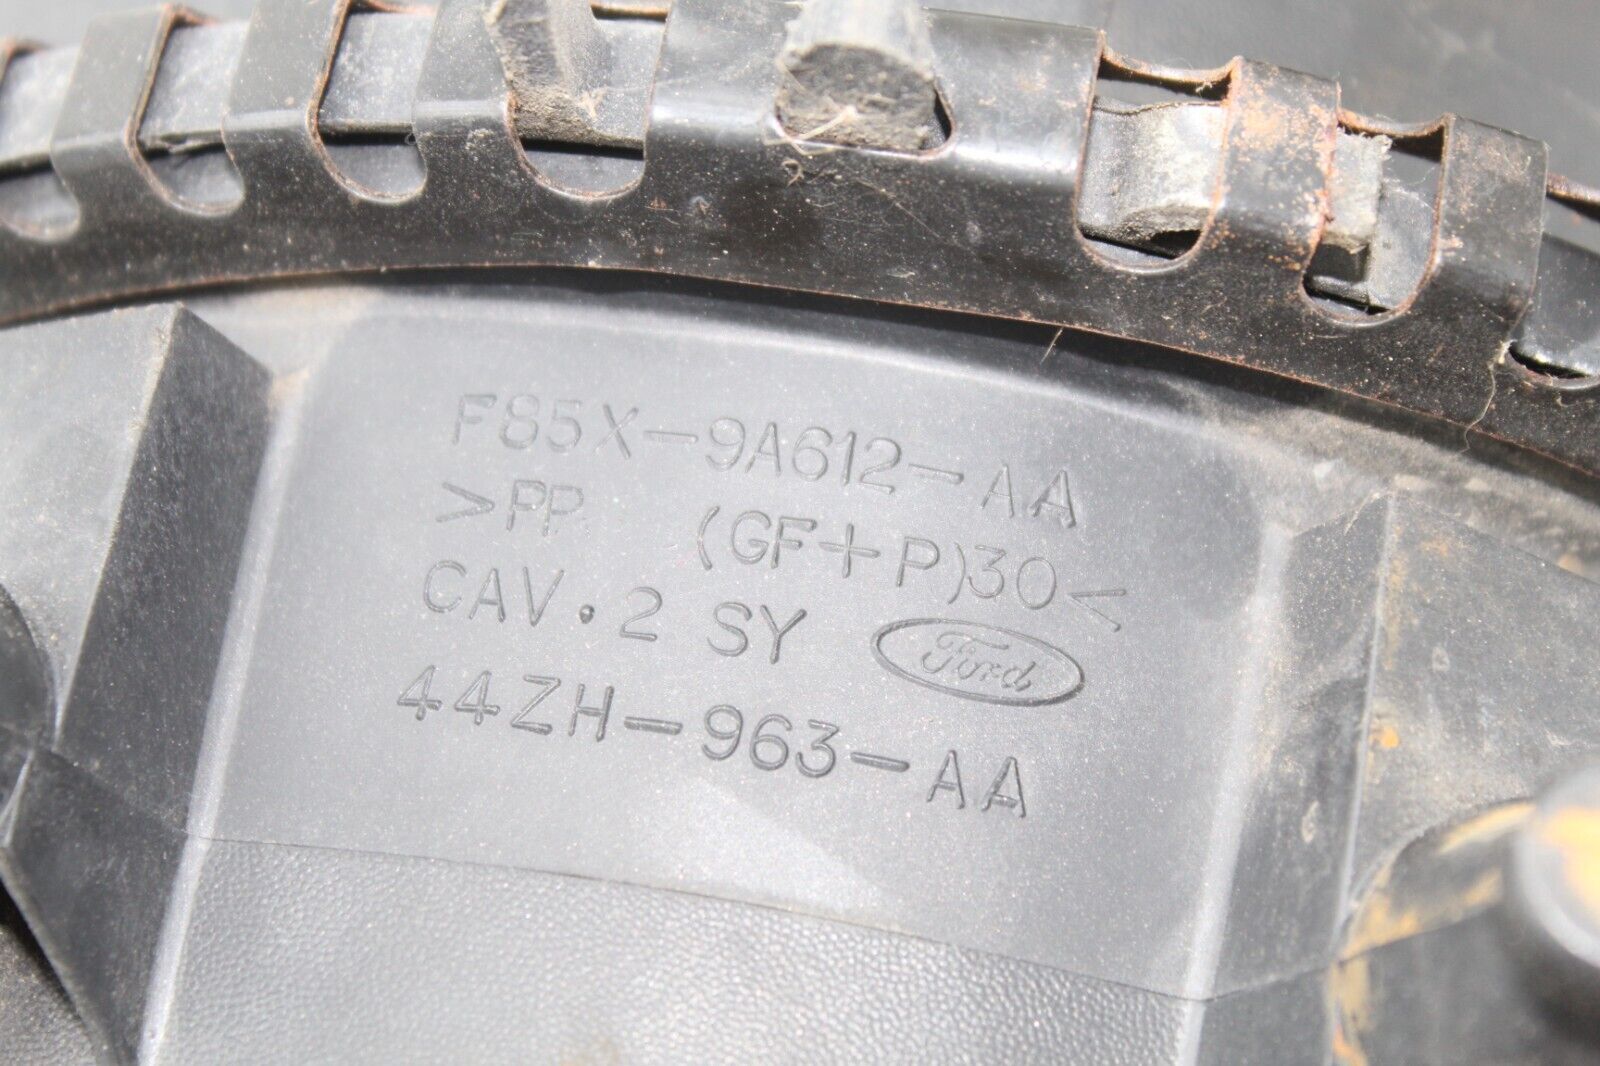 F85X-9A612-AA
>PP (GF+P)30<
CAV.2 SY Ford
44ZH-963-AA